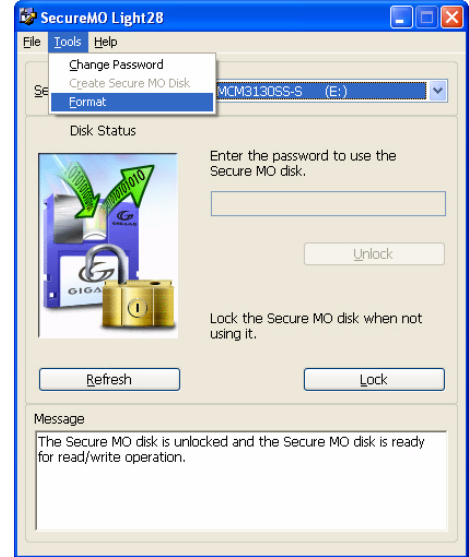 SecureMO Light28
File Tools Help
Change Password
Create Secure MO Disk
Format
Se
MCM3130SS-S (E:)
Disk Status
Enter the password to use the
Secure MO disk.
Unlock
Lock the Secure MO disk when not
using it.
Refresh
Lock
Message
The Secure MO disk is unlocked and the Secure MO disk is ready
for read/write operation.